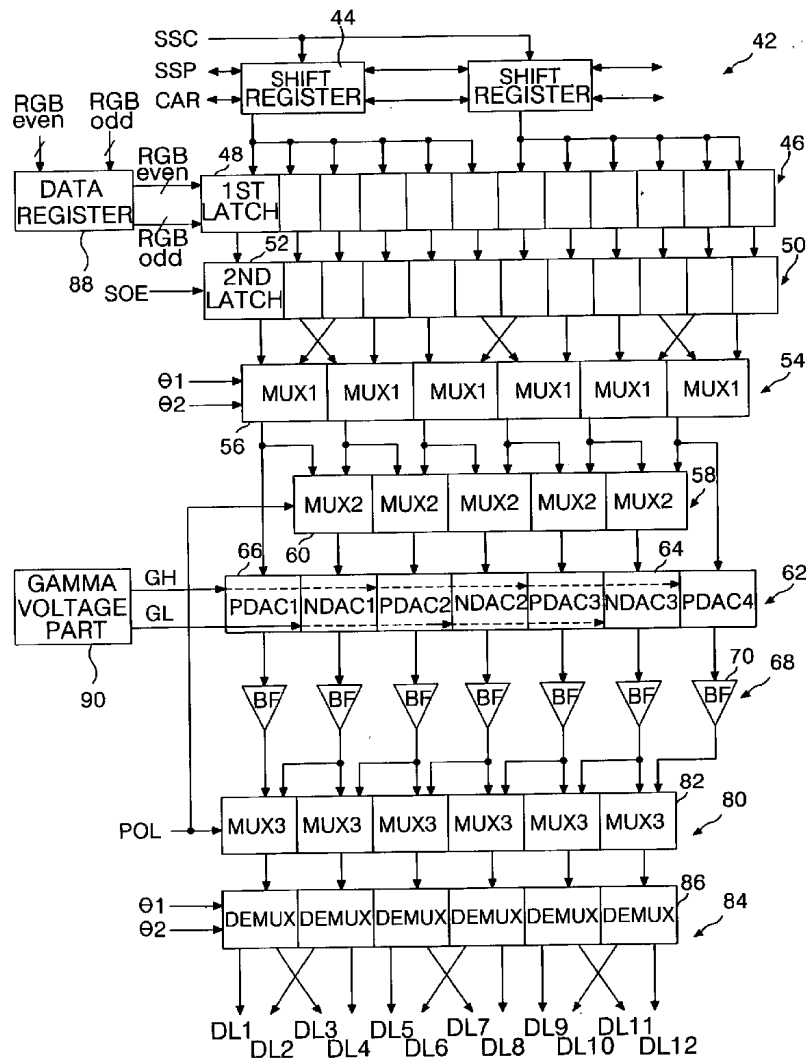 SSC
44
42
SSP
CAR
SHIFT
REGISTER
SHIFT
REGISTER
RGB
even
RGB
odd
RGB
even
48
46
DATA
REGISTER
1ST
LATCH
RGB
odd
88
52
50
SOE
2ND
LATCH
54
θ1
θ2
MUX1
MUX1
MUX1
MUX1
MUX1
MUX1
56
58
MUX2
MUX2
MUX2
MUX2
MUX2
60
66
64
62
GAMMA
VOLTAGE
PART
GH
GL
PDAC1
NDAC1
PDAC2
NDAC2
PDAC3
NDAC3
PDAC4
90
70
68
BF
BF
BF
BF
BF
BF
BF
82
80
POL
MUX3
MUX3
MUX3
MUX3
MUX3
MUX3
86
84
θ1
θ2
DEMUX
DEMUX
DEMUX
DEMUX
DEMUX
DEMUX
DL1
DL2
DL3
DL4
DL5
DL6
DL7
DL8
DL9
DL10
DL11
DL12